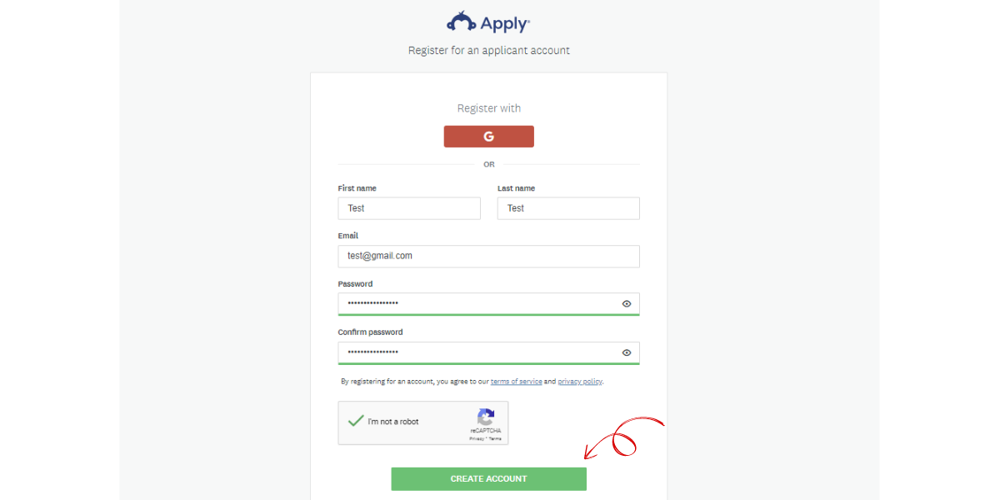 Apply
Register for an applicant account
Register with
G
OR
First name Last name
Test Test
Email
test@gmail.com
Password
••••••••••••••••
Confirm password
••••••••••••••••
By registering for an account, you agree to our terms of service and privacy policy.
I'm not a robot
reCAPTCHA
Privacy - Terms
CREATE ACCOUNT